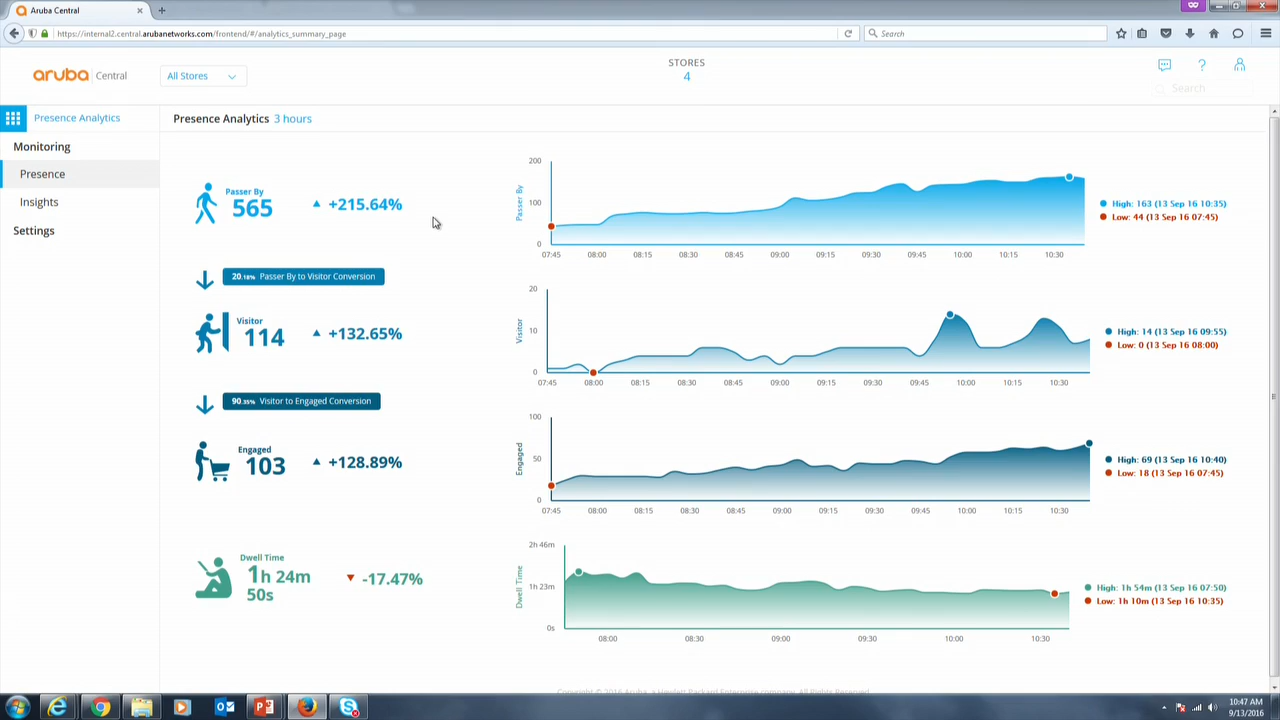 Aruba Central
https://internal2.central.arubanetworks.com/frontend/#/analytics_summary_page
Search
aruba Central
All Stores
STORES
4
Search
Presence Analytics
Presence Analytics 3 hours
Monitoring
Presence
Insights
Settings
Passer By
565
+215.64%
20.18% Passer By to Visitor Conversion
Visitor
114
+132.65%
90.35% Visitor to Engaged Conversion
Engaged
103
+128.89%
Dwell Time
1h 24m
50s
-17.47%
Passer By
200
100
0
07:45 08:00 08:15 08:30 08:45 09:00 09:15 09:30 09:45 10:00 10:15 10:30
High: 163 (13 Sep 16 10:35)
Low: 44 (13 Sep 16 07:45)
Visitor
20
10
0
07:45 08:00 08:15 08:30 08:45 09:00 09:15 09:30 09:45 10:00 10:15 10:30
High: 14 (13 Sep 16 09:55)
Low: 0 (13 Sep 16 08:00)
Engaged
100
50
0
07:45 08:00 08:15 08:30 08:45 09:00 09:15 09:30 09:45 10:00 10:15 10:30
High: 69 (13 Sep 16 10:40)
Low: 18 (13 Sep 16 07:45)
Dwell Time
2h 46m
1h 23m
0s
08:00 08:30 09:00 09:30 10:00 10:30
High: 1h 54m (13 Sep 16 07:50)
Low: 1h 10m (13 Sep 16 10:35)
Copyright © 2016 Aruba, a Hewlett Packard Enterprise company. All Rights Reserved.
10:47 AM
9/13/2016